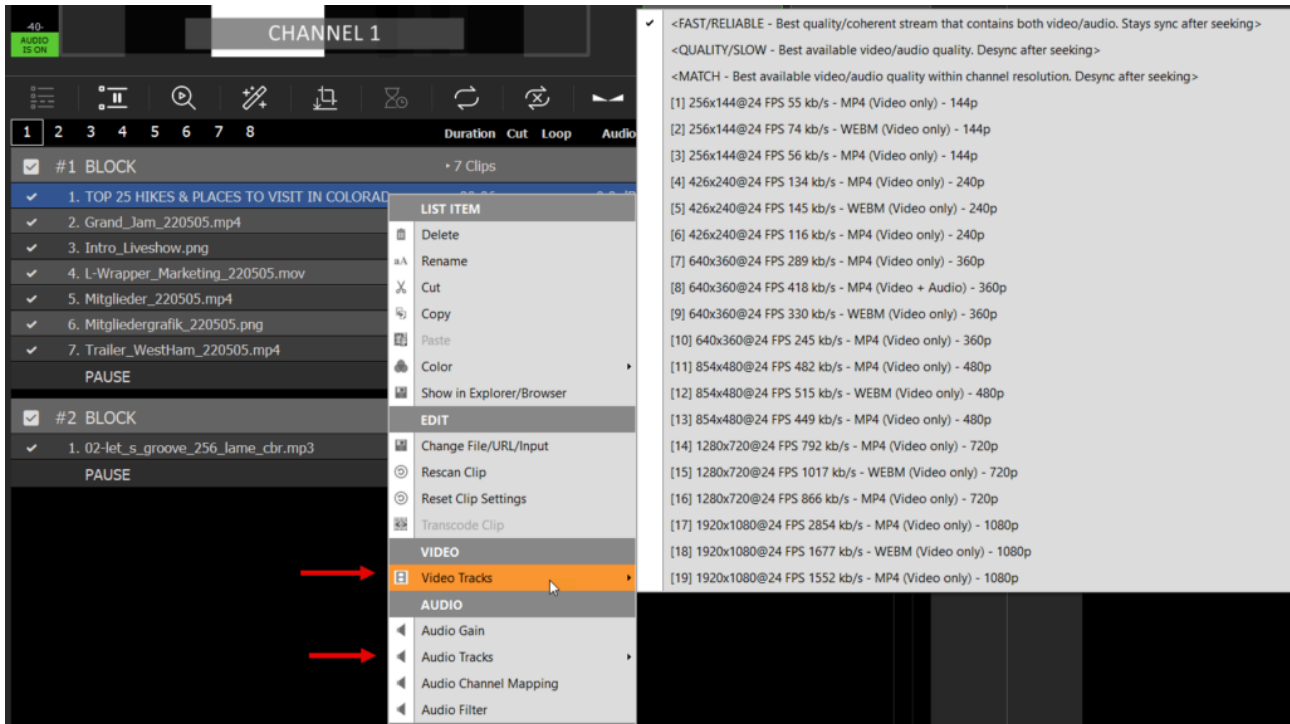 -40-
AUDIO
IS ON
CHANNEL 1
1 2 3 4 5 6 7 8 Duration Cut Loop Audio
#1 BLOCK 7 Clips
1. TOP 25 HIKES & PLACES TO VISIT IN COLORAD
2. Grand_Jam_220505.mp4
3. Intro_Liveshow.png
4. L-Wrapper_Marketing_220505.mov
5. Mitglieder_220505.mp4
6. Mitgliedergrafik_220505.png
7. Trailer_WestHam_220505.mp4
PAUSE
#2 BLOCK
1. 02-let_s_groove_256_lame_cbr.mp3
PAUSE
LIST ITEM
Delete
aA Rename
Cut
Copy
Paste
Color
Show in Explorer/Browser
EDIT
Change File/URL/Input
Rescan Clip
Reset Clip Settings
Transcode Clip
VIDEO
Video Tracks
AUDIO
Audio Gain
Audio Tracks
Audio Channel Mapping
Audio Filter
<FAST/RELIABLE - Best quality/coherent stream that contains both video/audio. Stays sync after seeking>
<QUALITY/SLOW - Best available video/audio quality. Desync after seeking>
<MATCH - Best available video/audio quality within channel resolution. Desync after seeking>
[1] 256x144@24 FPS 55 kb/s - MP4 (Video only) - 144p
[2] 256x144@24 FPS 74 kb/s - WEBM (Video only) - 144p
[3] 256x144@24 FPS 56 kb/s - MP4 (Video only) - 144p
[4] 426x240@24 FPS 134 kb/s - MP4 (Video only) - 240p
[5] 426x240@24 FPS 145 kb/s - WEBM (Video only) - 240p
[6] 426x240@24 FPS 116 kb/s - MP4 (Video only) - 240p
[7] 640x360@24 FPS 289 kb/s - MP4 (Video only) - 360p
[8] 640x360@24 FPS 418 kb/s - MP4 (Video + Audio) - 360p
[9] 640x360@24 FPS 330 kb/s - WEBM (Video only) - 360p
[10] 640x360@24 FPS 245 kb/s - MP4 (Video only) - 360p
[11] 854x480@24 FPS 482 kb/s - MP4 (Video only) - 480p
[12] 854x480@24 FPS 515 kb/s - WEBM (Video only) - 480p
[13] 854x480@24 FPS 449 kb/s - MP4 (Video only) - 480p
[14] 1280x720@24 FPS 792 kb/s - MP4 (Video only) - 720p
[15] 1280x720@24 FPS 1017 kb/s - WEBM (Video only) - 720p
[16] 1280x720@24 FPS 866 kb/s - MP4 (Video only) - 720p
[17] 1920x1080@24 FPS 2854 kb/s - MP4 (Video only) - 1080p
[18] 1920x1080@24 FPS 1677 kb/s - WEBM (Video only) - 1080p
[19] 1920x1080@24 FPS 1552 kb/s - MP4 (Video only) - 1080p